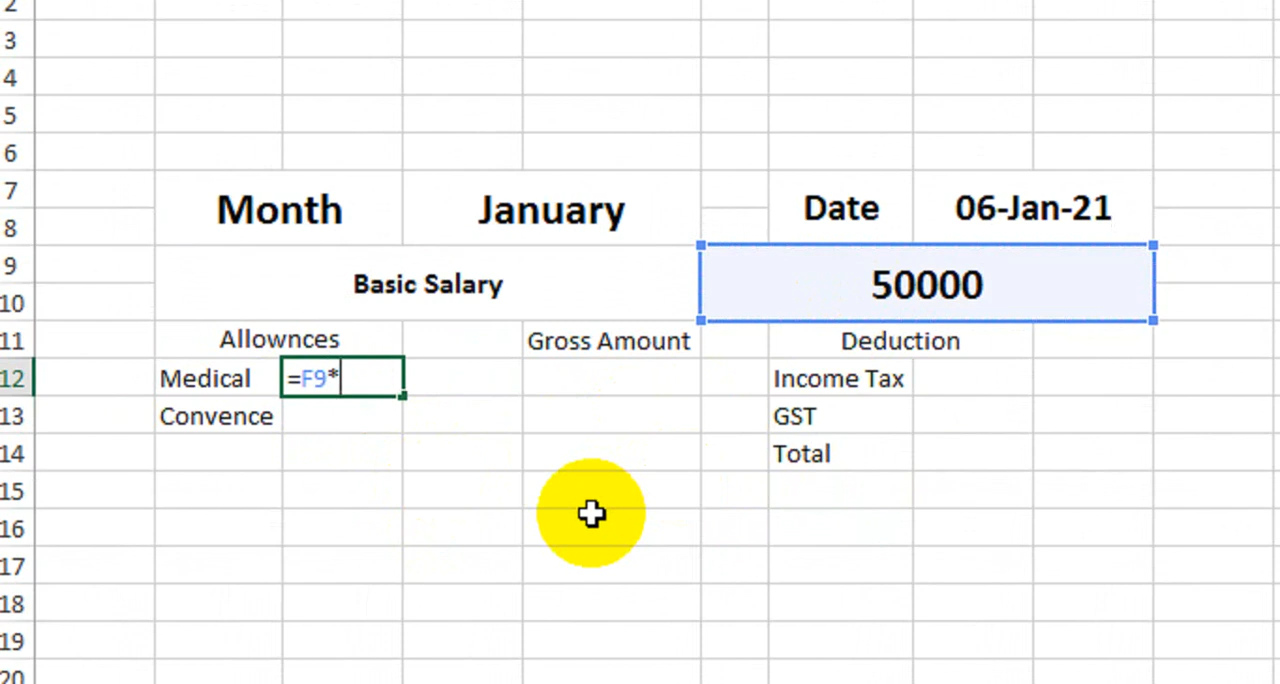 2
3
4
5
6
7 Month January Date 06-Jan-21
8
9 Basic Salary 50000
10
11 Allownces Gross Amount Deduction
12 Medical =F9* Income Tax
13 Convence GST
14 Total
15
16
17
18
19
20